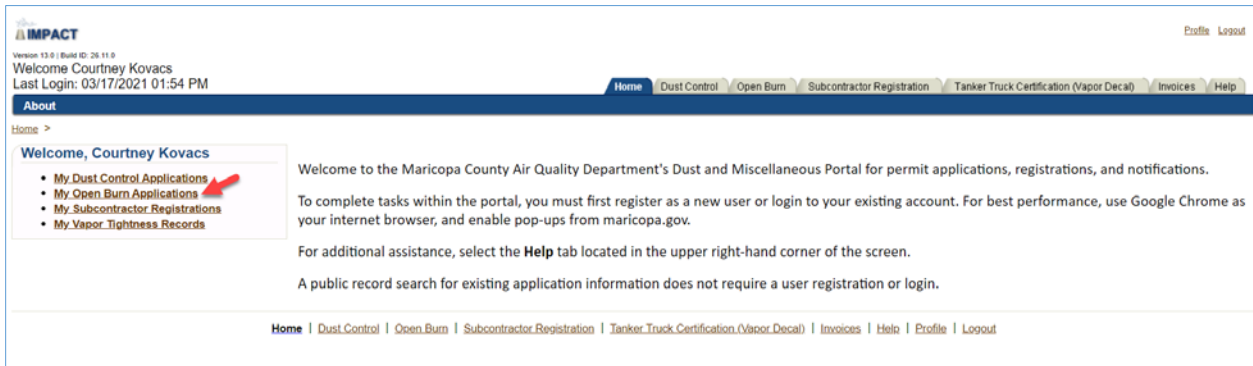 IMPACT
Profile Logout
Version 13.0 | Build ID: 26.11.0
Welcome Courtney Kovacs
Last Login: 03/17/2021 01:54 PM
Home Dust Control Open Burn Subcontractor Registration Tanker Truck Certification (Vapor Decal) Invoices Help
About
Home >
Welcome, Courtney Kovacs
• My Dust Control Applications
• My Open Burn Applications
• My Subcontractor Registrations
• My Vapor Tightness Records
Welcome to the Maricopa County Air Quality Department's Dust and Miscellaneous Portal for permit applications, registrations, and notifications.
To complete tasks within the portal, you must first register as a new user or login to your existing account. For best performance, use Google Chrome as
your internet browser, and enable pop-ups from maricopa.gov.
For additional assistance, select the Help tab located in the upper right-hand corner of the screen.
A public record search for existing application information does not require a user registration or login.
Home | Dust Control | Open Burn | Subcontractor Registration | Tanker Truck Certification (Vapor Decal) | Invoices | Help | Profile | Logout